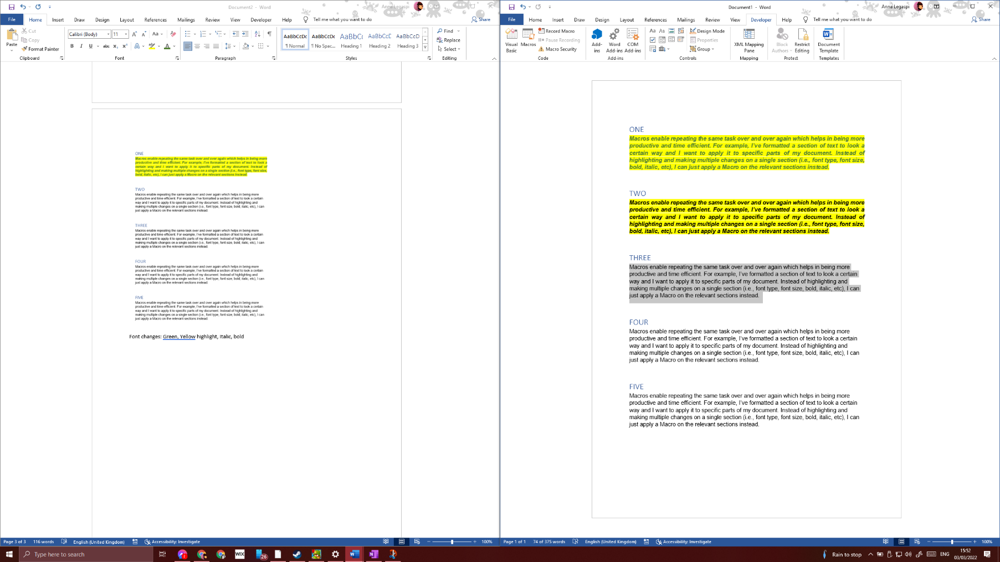 Document2 - Word
Anna Legaspi
File Home Insert Draw Design Layout References Mailings Review View Developer Help Tell me what you want to do Share
Paste
Cut
Copy
Format Painter
Clipboard
Calibri (Body) 11
Font
Paragraph
AaBbCcDc AaBbCcDc AaBbCc AaBbCcE AaBbCcD
¶ Normal ¶ No Spac... Heading 1 Heading 2 Heading 3
Styles
Find
Replace
Select
Editing
ONE
Macros enable repeating the same task over and over again which helps in being more
productive and time efficient. For example, I've formatted a section of text to look a
certain way and I want to apply it to specific parts of my document. Instead of
highlighting and making multiple changes on a single section (i.e., font type, font size,
bold, italic, etc), I can just apply a Macro on the relevant sections instead.
TWO
Macros enable repeating the same task over and over again which helps in being more
productive and time efficient. For example, I've formatted a section of text to look a certain
way and I want to apply it to specific parts of my document. Instead of highlighting and
making multiple changes on a single section (i.e., font type, font size, bold, italic, etc), I can
just apply a Macro on the relevant sections instead.
THREE
Macros enable repeating the same task over and over again which helps in being more
productive and time efficient. For example, I've formatted a section of text to look a certain
way and I want to apply it to specific parts of my document. Instead of highlighting and
making multiple changes on a single section (i.e., font type, font size, bold, italic, etc), I can
just apply a Macro on the relevant sections instead.
FOUR
Macros enable repeating the same task over and over again which helps in being more
productive and time efficient. For example, I've formatted a section of text to look a certain
way and I want to apply it to specific parts of my document. Instead of highlighting and
making multiple changes on a single section (i.e., font type, font size, bold, italic, etc), I can
just apply a Macro on the relevant sections instead.
FIVE
Macros enable repeating the same task over and over again which helps in being more
productive and time efficient. For example, I've formatted a section of text to look a certain
way and I want to apply it to specific parts of my document. Instead of highlighting and
making multiple changes on a single section (i.e., font type, font size, bold, italic, etc), I can
just apply a Macro on the relevant sections instead.
Font changes: Green, Yellow highlight, Italic, bold
Page 3 of 3 116 words English (United Kingdom) Accessibility: Investigate 100%
Document1 - Word
Anna Legaspi
File Home Insert Draw Design Layout References Mailings Review View Developer Help Tell me what you want to do Share
Visual Basic
Macros
Record Macro
Pause Recording
Macro Security
Code
Add-ins
Word Add-ins
COM Add-ins
Add-ins
Design Mode
Properties
Group
Controls
XML Mapping Pane
Mapping
Block Authors
Restrict Editing
Protect
Document Template
Templates
ONE
Macros enable repeating the same task over and over again which helps in being more
productive and time efficient. For example, I've formatted a section of text to look a
certain way and I want to apply it to specific parts of my document. Instead of
highlighting and making multiple changes on a single section (i.e., font type, font size,
bold, italic, etc), I can just apply a Macro on the relevant sections instead.
TWO
Macros enable repeating the same task over and over again which helps in being more
productive and time efficient. For example, I've formatted a section of text to look a
certain way and I want to apply it to specific parts of my document. Instead of
highlighting and making multiple changes on a single section (i.e., font type, font size,
bold, italic, etc), I can just apply a Macro on the relevant sections instead.
THREE
Macros enable repeating the same task over and over again which helps in being more
productive and time efficient. For example, I've formatted a section of text to look a certain
way and I want to apply it to specific parts of my document. Instead of highlighting and
making multiple changes on a single section (i.e., font type, font size, bold, italic, etc), I can
just apply a Macro on the relevant sections instead.
FOUR
Macros enable repeating the same task over and over again which helps in being more
productive and time efficient. For example, I've formatted a section of text to look a certain
way and I want to apply it to specific parts of my document. Instead of highlighting and
making multiple changes on a single section (i.e., font type, font size, bold, italic, etc), I can
just apply a Macro on the relevant sections instead.
FIVE
Macros enable repeating the same task over and over again which helps in being more
productive and time efficient. For example, I've formatted a section of text to look a certain
way and I want to apply it to specific parts of my document. Instead of highlighting and
making multiple changes on a single section (i.e., font type, font size, bold, italic, etc), I can
just apply a Macro on the relevant sections instead.
Page 1 of 1 74 of 375 words English (United Kingdom) Accessibility: Investigate 100%
Type here to search
WIX
26
Rain to stop
ENG
15:52
03/03/2022